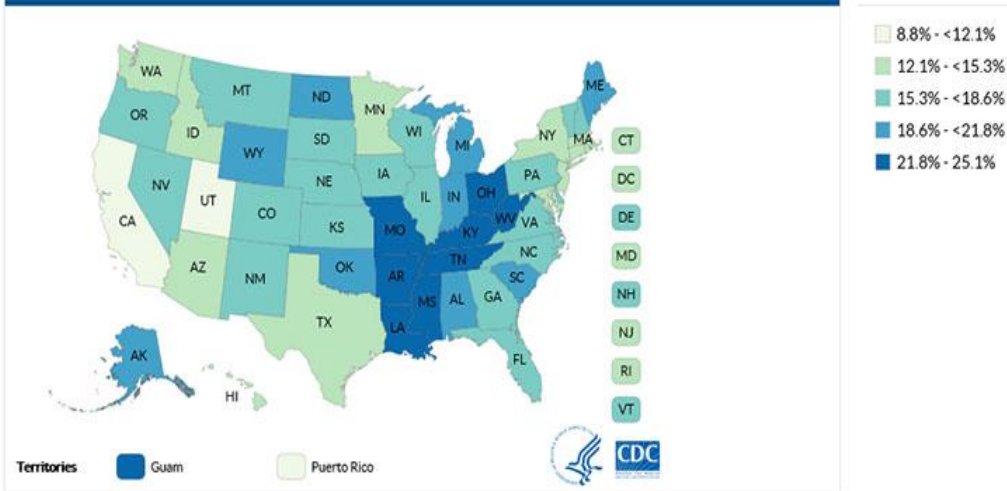 8.8% - <12.1%
12.1% - <15.3%
15.3% - <18.6%
18.6% - <21.8%
21.8% - 25.1%
WA
MT
ND
MN
ME
OR
ID
WY
SD
WI
MI
NY
MA
CT
NV
UT
CO
NE
IA
IL
IN
OH
PA
DC
CA
KS
MO
KY
WV
VA
DE
AZ
NM
OK
AR
TN
NC
MD
TX
LA
MS
AL
GA
SC
NH
AK
HI
FL
NJ
RI
VT
Territories
Guam
Puerto Rico
CDC